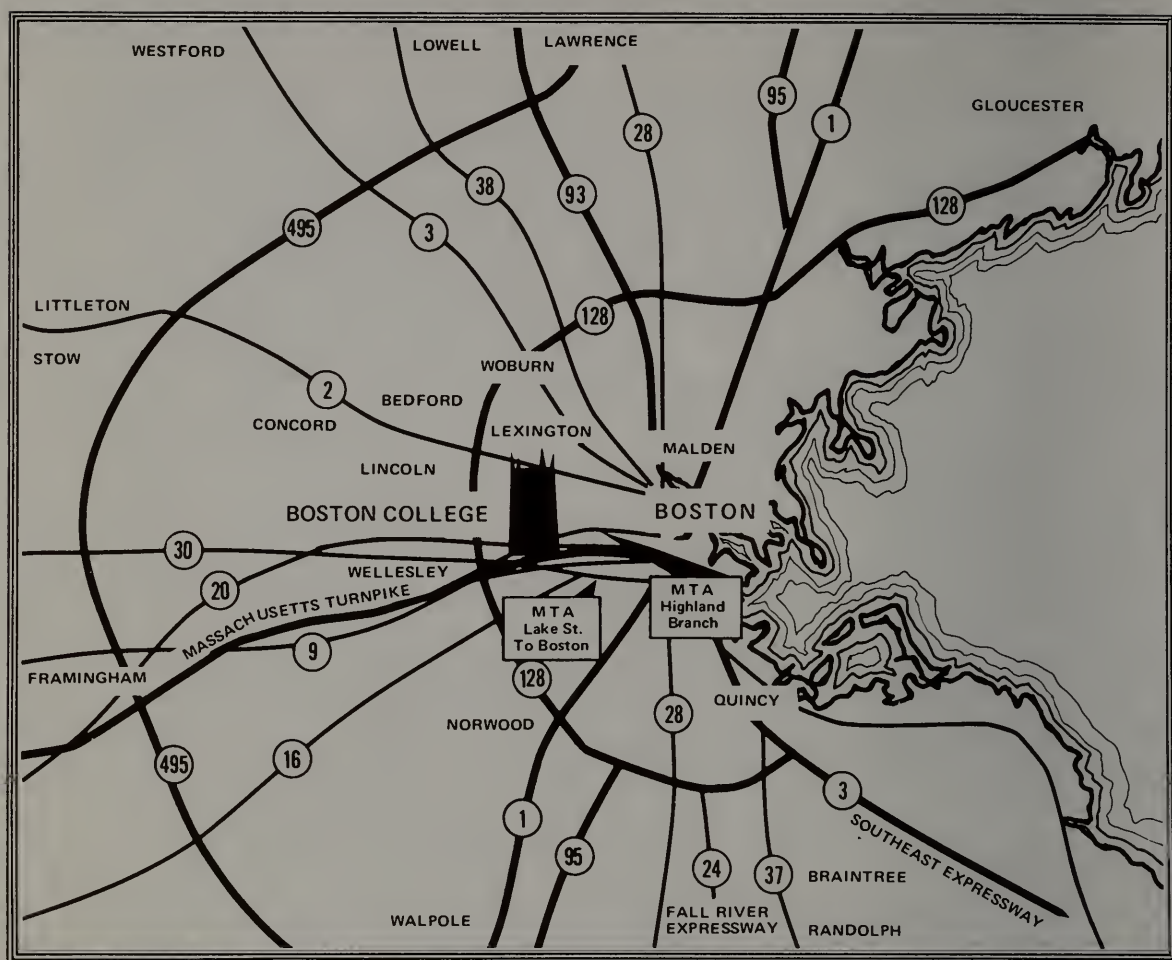 WESTFORD
LOWELL
LAWRENCE
95
1
GLOUCESTER
28
38
93
128
495
3
LITTLETON
128
STOW
WOBURN
2
BEDFORD
CONCORD
LEXINGTON
MALDEN
LINCOLN
BOSTON COLLEGE
BOSTON
30
WELLESLEY
20
MASSACHUSETTS TURNPIKE
MTA
Lake St.
To Boston
MTA
Highland
Branch
9
FRAMINGHAM
128
QUINCY
NORWOOD
28
16
495
3
1
SOUTHEAST EXPRESSWAY
95
24
37
BRAINTREE
WALPOLE
FALL RIVER
EXPRESSWAY
RANDOLPH